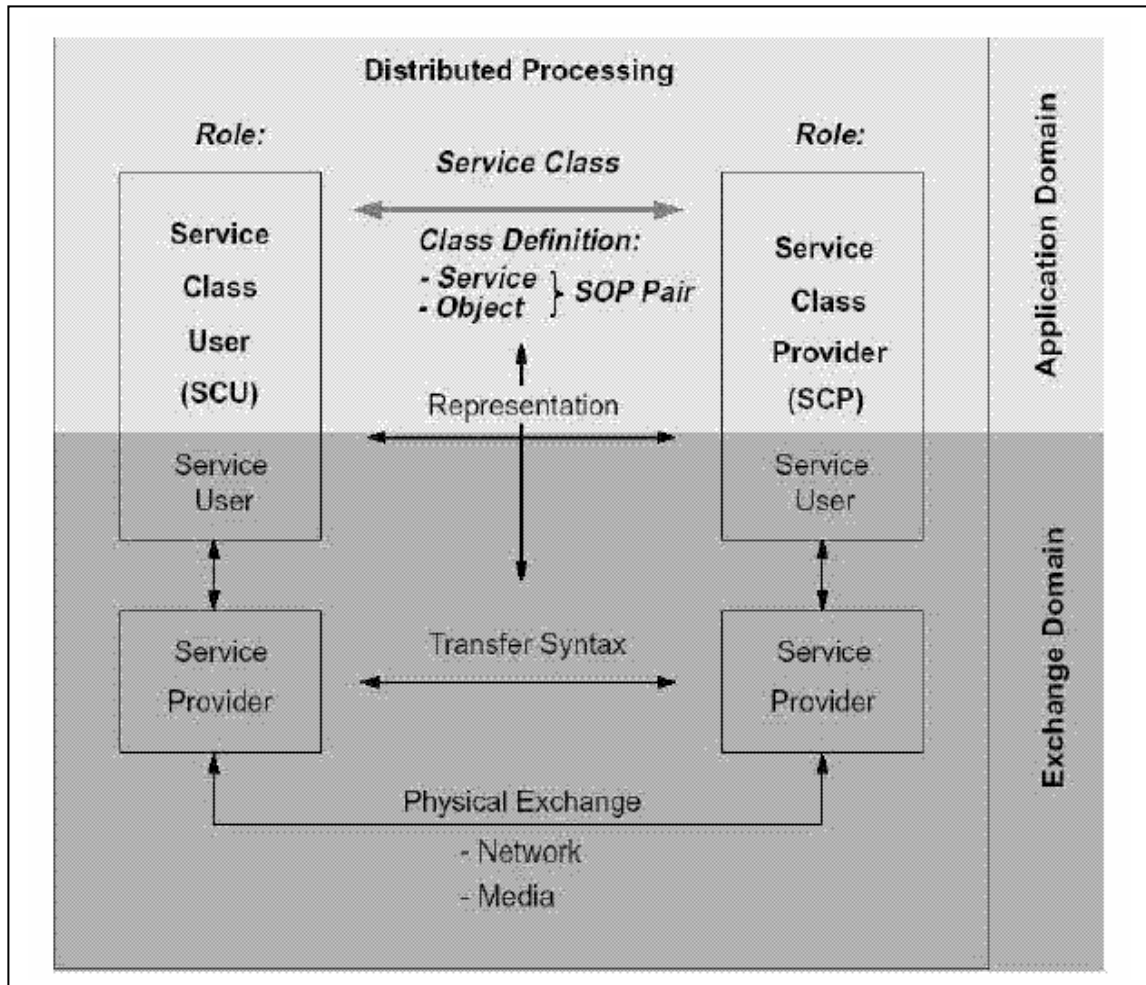 Distributed Processing
Role:
Role:
Service Class
Service
Class
User
(SCU)
Class Definition:
- Service
- Object
} SOP Pair
Service
Class
Provider
(SCP)
Representation
Service
User
Service
User
Service
Provider
Transfer Syntax
Service
Provider
Physical Exchange
- Network
- Media
Application Domain
Exchange Domain